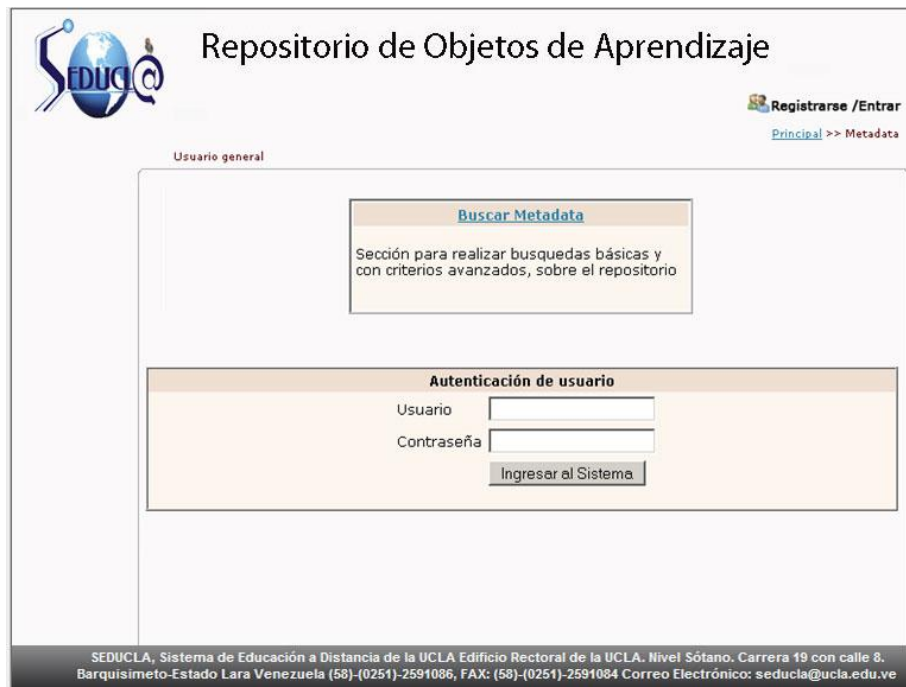 SEDUCL@
Repositorio de Objetos de Aprendizaje
Registrarse /Entrar
Principal >> Metadata
Usuario general
Buscar Metadata
Sección para realizar busquedas básicas y
con criterios avanzados, sobre el repositorio
Autenticación de usuario
Usuario
Contraseña
Ingresar al Sistema
SEDUCLA, Sistema de Educación a Distancia de la UCLA Edificio Rectoral de la UCLA. Nivel Sótano. Carrera 19 con calle 8.
Barquisimeto-Estado Lara Venezuela (58)-(0251)-2591086, FAX: (58)-(0251)-2591084 Correo Electrónico: seducla@ucla.edu.ve